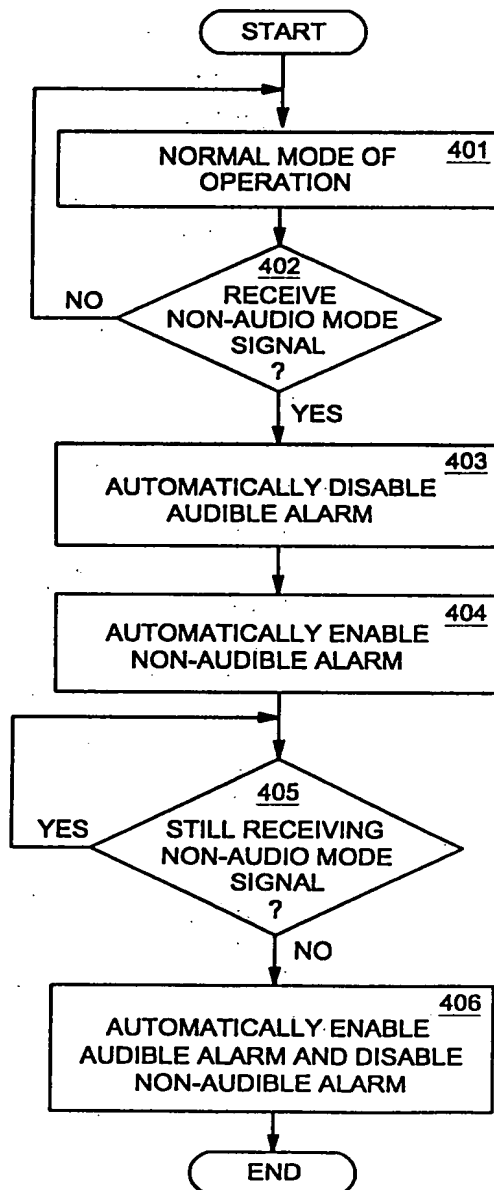 START
401
NORMAL MODE OF
OPERATION
402
RECEIVE
NON-AUDIO MODE
SIGNAL
?
NO
YES
403
AUTOMATICALLY DISABLE
AUDIBLE ALARM
404
AUTOMATICALLY ENABLE
NON-AUDIBLE ALARM
405
STILL RECEIVING
NON-AUDIO MODE
SIGNAL
?
YES
NO
406
AUTOMATICALLY ENABLE
AUDIBLE ALARM AND DISABLE
NON-AUDIBLE ALARM
END